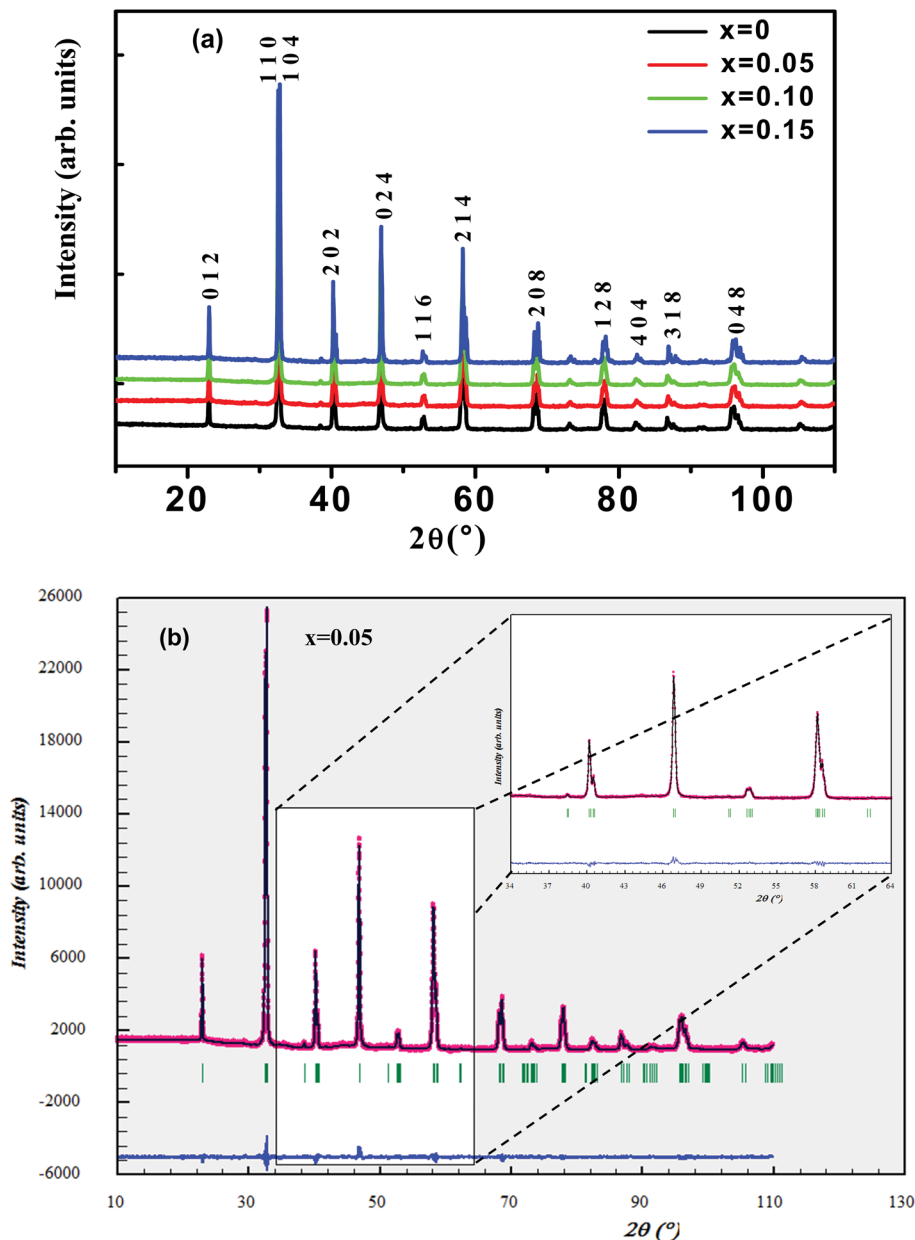 (a)
x=0
x=0.05
x=0.10
x=0.15
Intensity (arb. units)
0 1 2
1 1 0
1 0 4
2 0 2
0 2 4
1 1 6
2 1 4
2 0 8
1 2 8
4 0 4
3 1 8
0 4 8
20 40 60 80 100
2θ(°)
(b)
x=0.05
Intensity (arb. units)
26000
22000
18000
14000
10000
6000
2000
-2000
-6000
Intensity (arb. units)
34 37 40 43 46 49 52 55 58 61 64
2θ (°)
10 30 50 70 90 110 130
2θ (°)